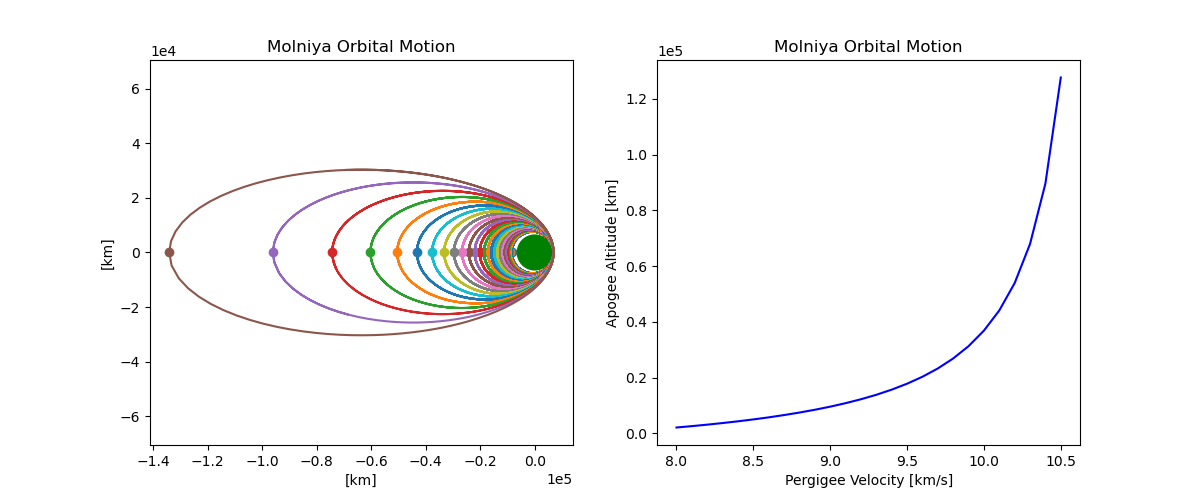 Molniya Orbital Motion
1e4
6
4
2
0
−2
−4
−6
[km]
−1.4 −1.2 −1.0 −0.8 −0.6 −0.4 −0.2 0.0
1e5
[km]
Molniya Orbital Motion
1e5
1.2
1.0
0.8
0.6
0.4
0.2
0.0
Apogee Altitude [km]
8.0 8.5 9.0 9.5 10.0 10.5
Pergigee Velocity [km/s]